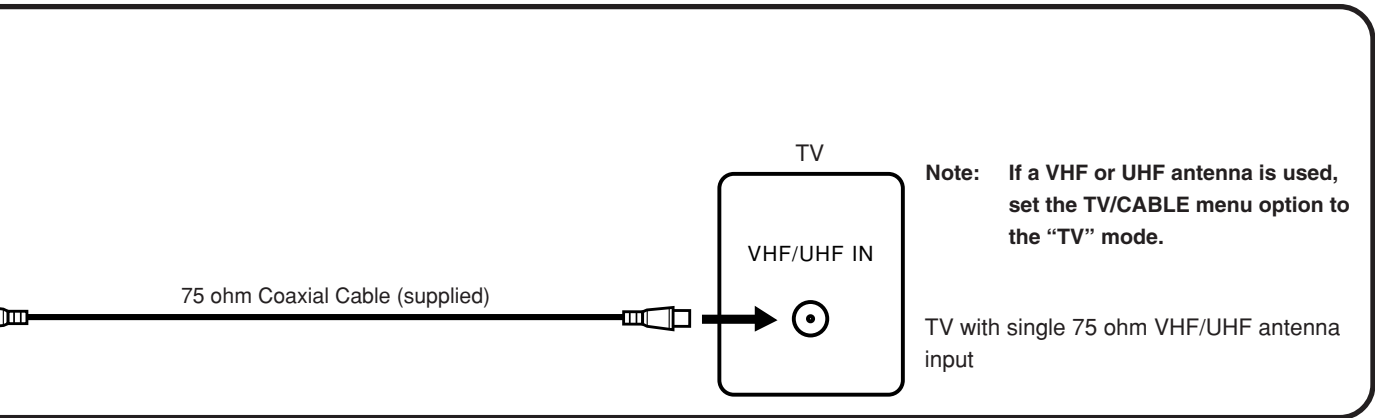 TV
Note: If a VHF or UHF antenna is used,
set the TV/CABLE menu option to
the “TV” mode.
VHF/UHF IN
75 ohm Coaxial Cable (supplied)
TV with single 75 ohm VHF/UHF antenna
input